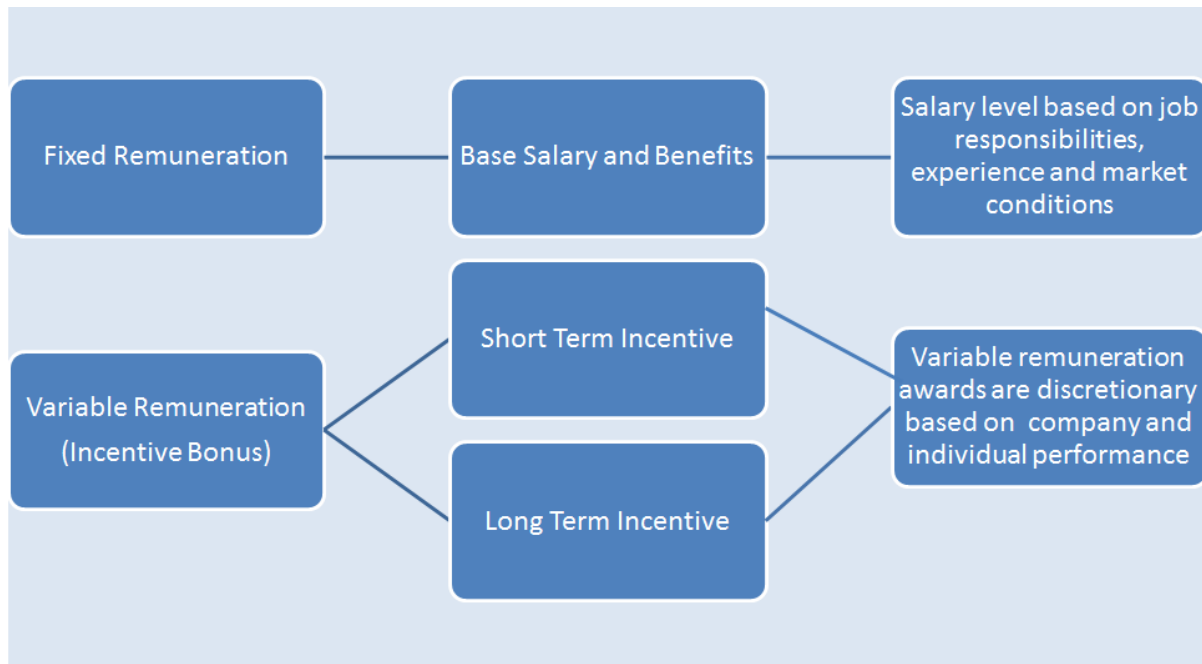 Fixed Remuneration
Base Salary and Benefits
Salary level based on job
responsibilities,
experience and market
conditions
Variable Remuneration
(Incentive Bonus)
Short Term Incentive
Long Term Incentive
Variable remuneration
awards are discretionary
based on  company and
individual performance